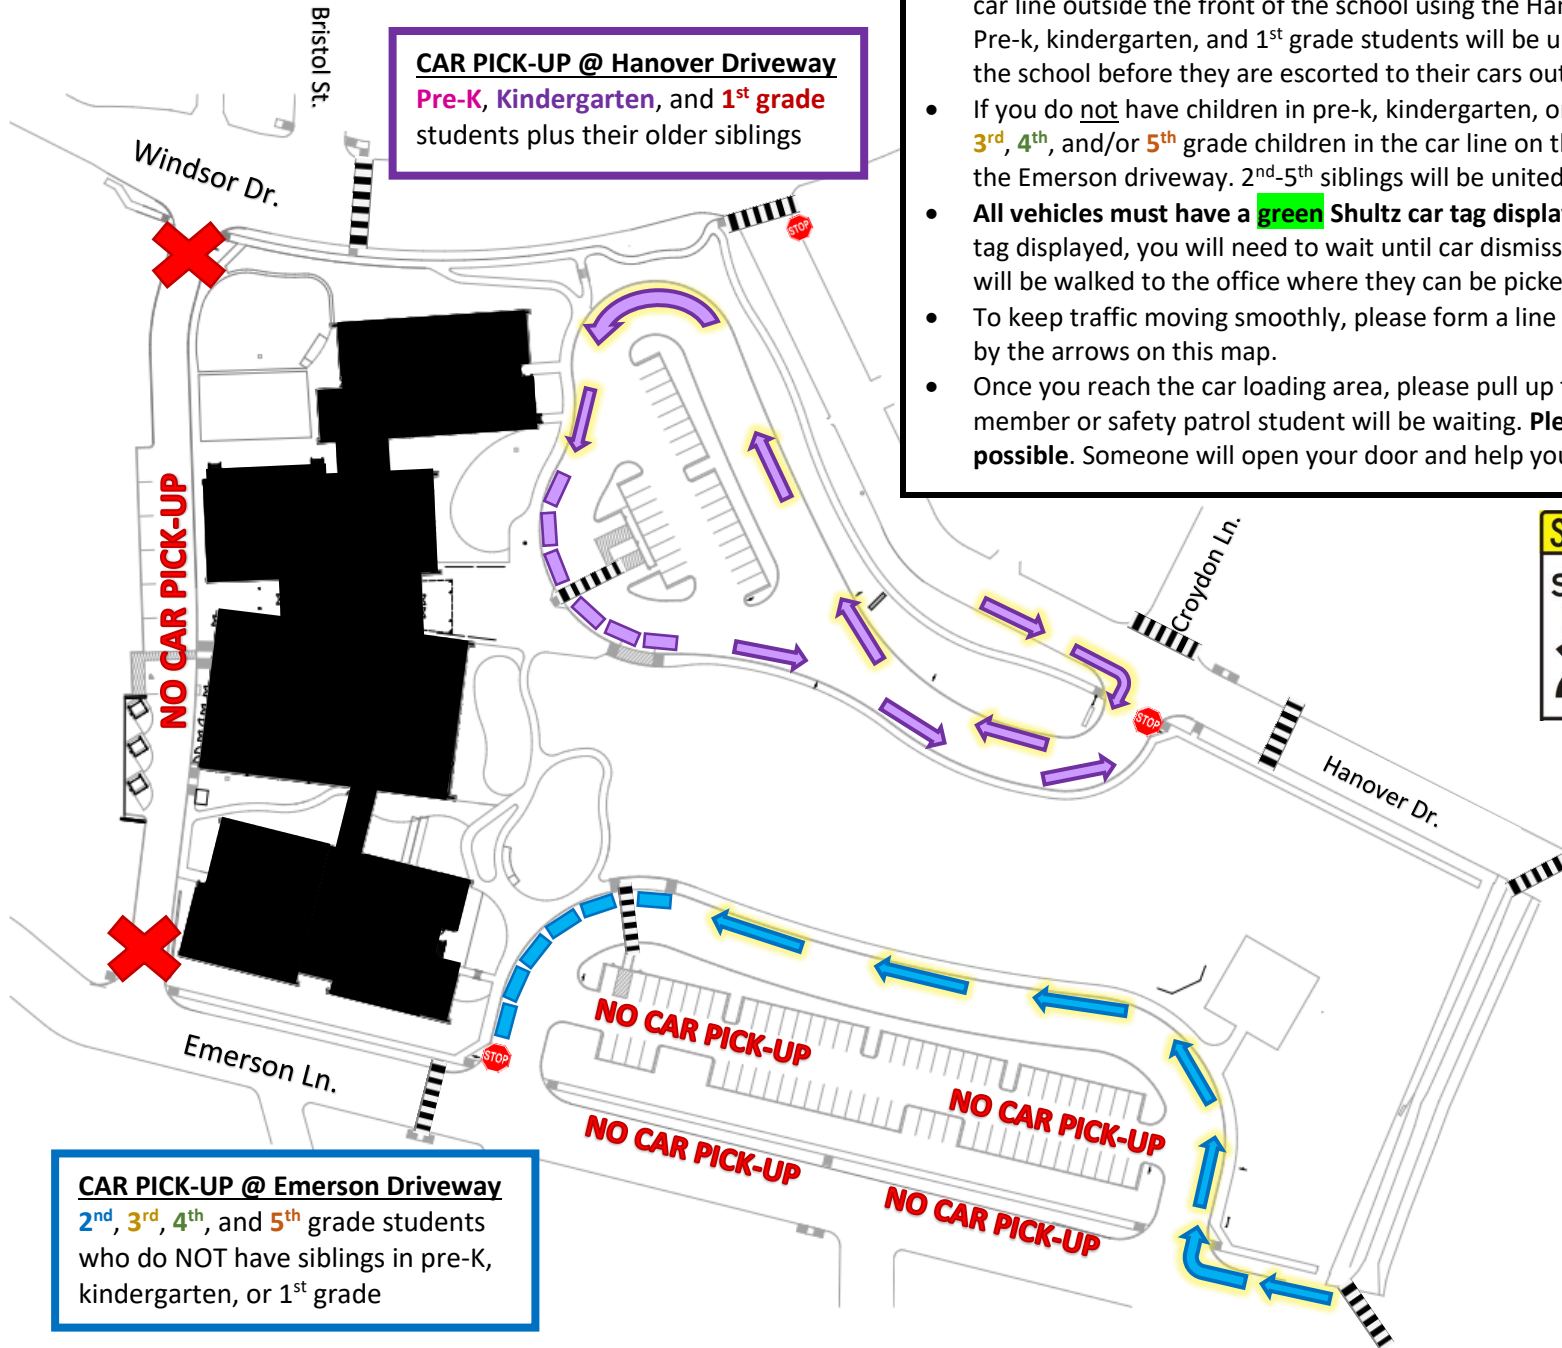 Bristol St.
CAR PICK-UP @ Hanover Driveway
Pre-K, Kindergarten, and 1st grade
students plus their older siblings
Windsor Dr.
car line outside the front of the school using the Han
Pre-k, kindergarten, and 1st grade students will be u
the school before they are escorted to their cars out
• If you do not have children in pre-k, kindergarten, or
3rd, 4th, and/or 5th grade children in the car line on th
the Emerson driveway. 2nd-5th siblings will be united
• All vehicles must have a green Shultz car tag displa
tag displayed, you will need to wait until car dismiss
will be walked to the office where they can be picke
• To keep traffic moving smoothly, please form a line
by the arrows on this map.
• Once you reach the car loading area, please pull up
member or safety patrol student will be waiting. Ple
possible. Someone will open your door and help you
STOP
NO CAR PICK-UP
Croydon Ln.
S
S
STOP
Hanover Dr.
NO CAR PICK-UP
Emerson Ln.
STOP
NO CAR PICK-UP
NO CAR PICK-UP
NO CAR PICK-UP
CAR PICK-UP @ Emerson Driveway
2nd, 3rd, 4th, and 5th grade students
who do NOT have siblings in pre-K,
kindergarten, or 1st grade